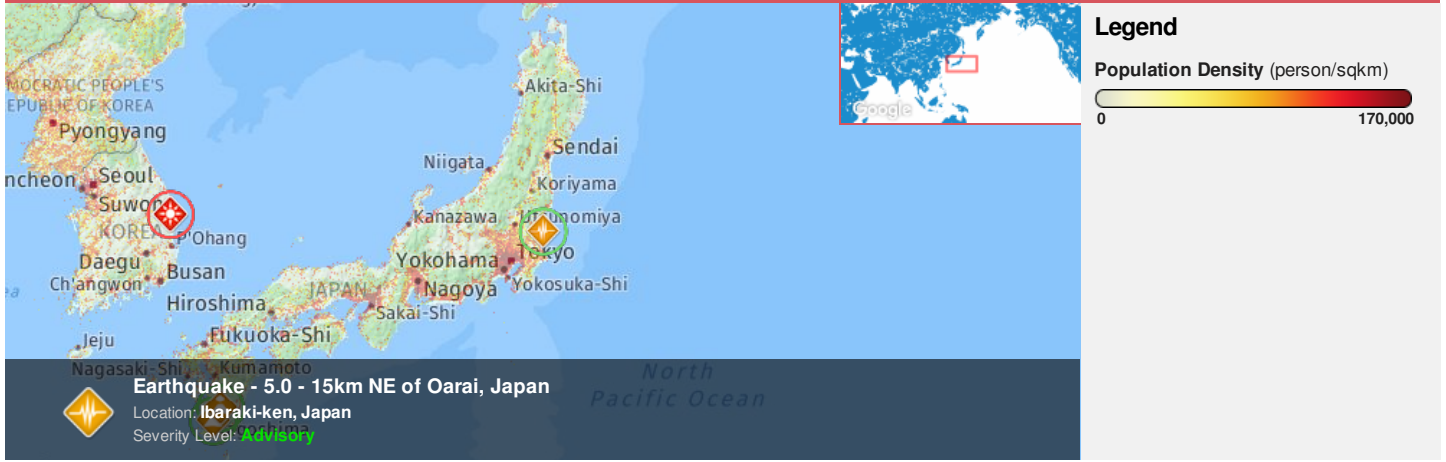 Akita-Shi
MOCRATIC PEOPLE'S
EPUBLIC OF KOREA
Pyongyang
Sendai
Niigata
ncheon
Seoul
Koriyama
Suwon
Kanazawa
Utsunomiya
KOREA
P'Ohang
Tokyo
Daegu
Yokohama
Busan
Ch'angwon
Nagoya
Yokosuka-Shi
ea
JAPAN
Hiroshima
Sakai-Shi
Fukuoka-Shi
Jeju
Nagasaki-Shi
Kumamoto
North
Pacific Ocean
Google
Earthquake - 5.0 - 15km NE of Oarai, Japan
Location: Ibaraki-ken, Japan
Severity Level: Advisory
Legend
Population Density (person/sqkm)
0
170,000